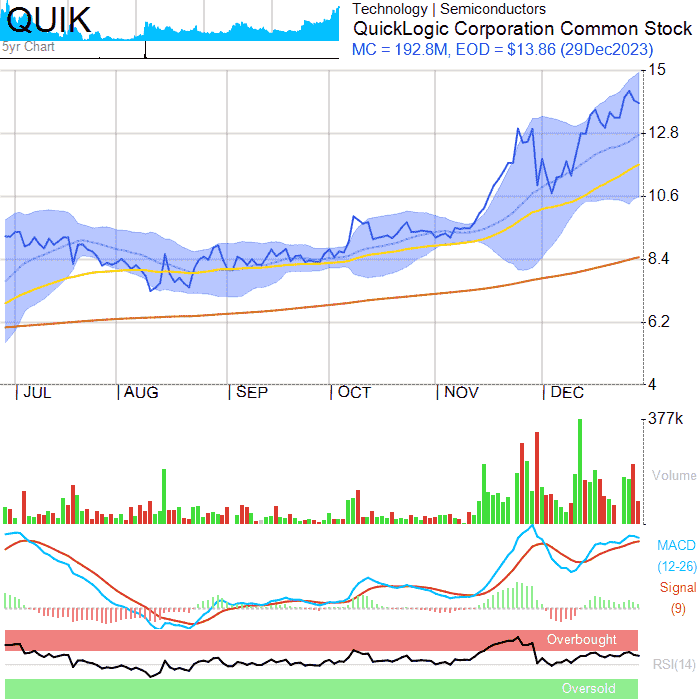 QUIK
5yr Chart
Technology | Semiconductors
QuickLogic Corporation Common Stock
MC = 192.8M, EOD = $13.86 (29Dec2023)
15
12.8
10.6
8.4
6.2
4
JUL AUG SEP OCT NOV DEC
377k
Volume
MACD
(12-26)
Signal
(9)
Overbought
RSI(14)
Oversold